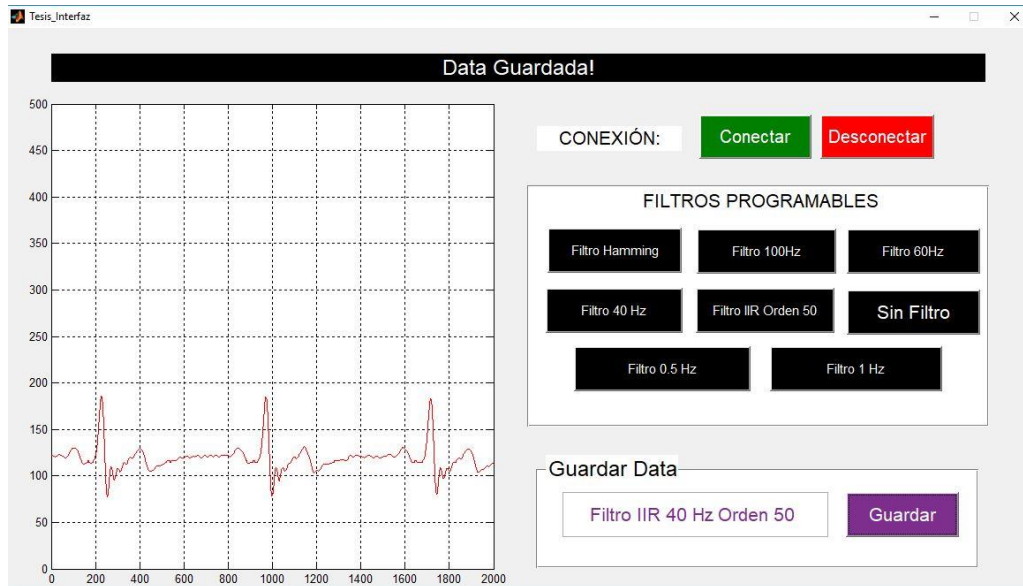 Tesis_Interfaz
Data Guardada!
500
450
400
350
300
250
200
150
100
50
0
0 200 400 600 800 1000 1200 1400 1600 1800 2000
CONEXIÓN:
Conectar
Desconectar
FILTROS PROGRAMABLES
Filtro Hamming
Filtro 100Hz
Filtro 60Hz
Filtro 40 Hz
Filtro IIR Orden 50
Sin Filtro
Filtro 0.5 Hz
Filtro 1 Hz
Guardar Data
Filtro IIR 40 Hz Orden 50
Guardar